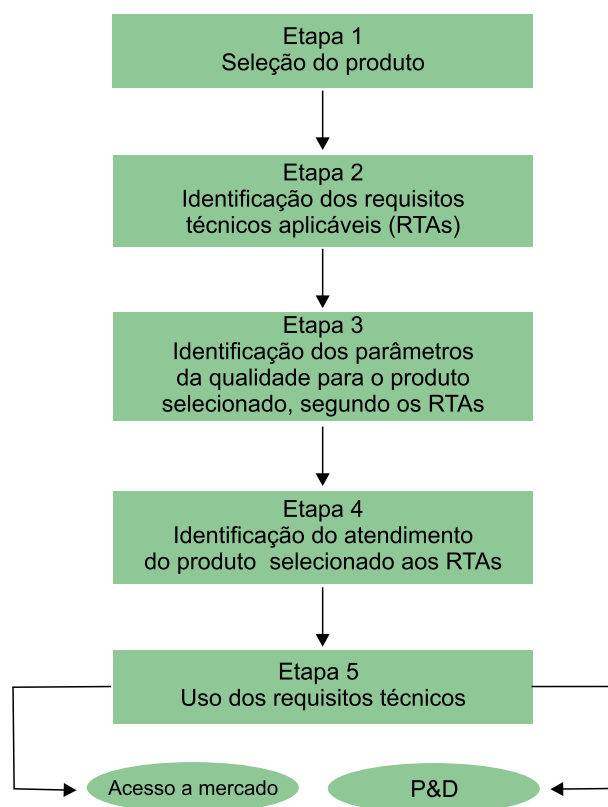 Etapa 1
Seleção do produto
Etapa 2
Identificação dos requisitos
técnicos aplicáveis (RTAs)
Etapa 3
Identificação dos parâmetros
da qualidade para o produto
selecionado, segundo os RTAs
Etapa 4
Identificação do atendimento
do produto selecionado aos RTAs
Etapa 5
Uso dos requisitos técnicos
Acesso a mercado
P&D